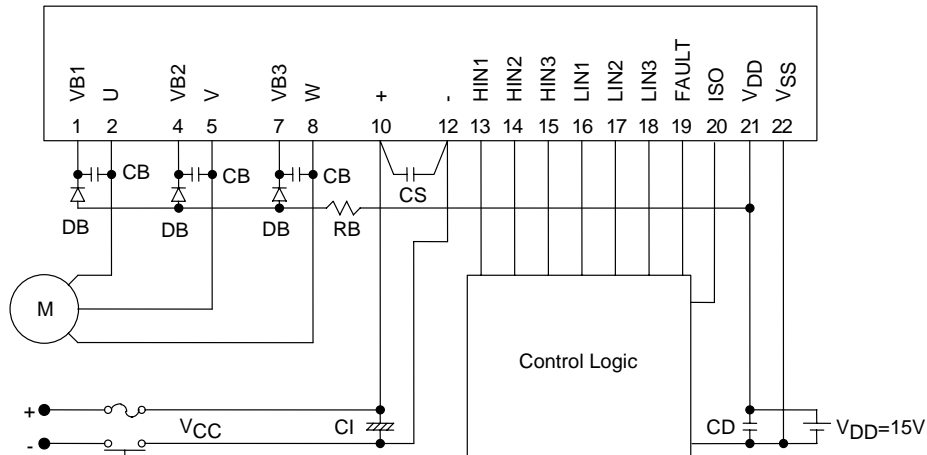 VB1 U VB2 V VB3 W + - HIN1 HIN2 HIN3 LIN1 LIN2 LIN3 FAULT ISO VDD VSS
1 2 4 5 7 8 10 12 13 14 15 16 17 18 19 20 21 22
CB CB CB CS
DB DB DB RB
M
Control Logic
+ VCC CI CD VDD=15V
-